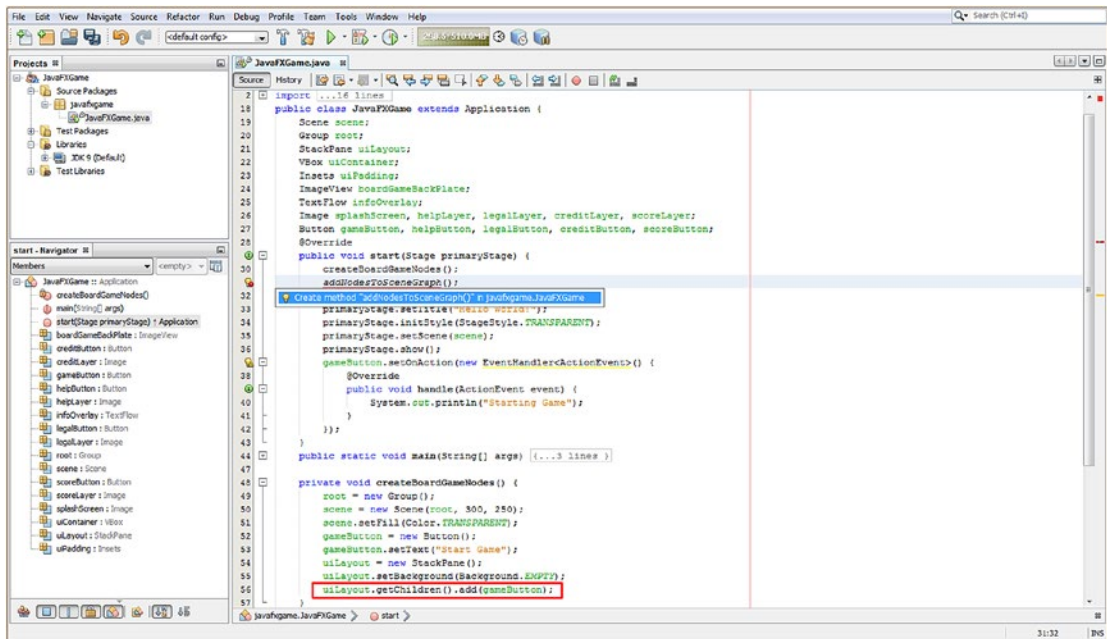 File Edit View Navigate Source Refactor Run Debug Profile Team Tools Window Help
Search (Ctrl+I)
<default config>
Projects
JavaFXGame
Source Packages
javafxgame
JavaFXGame.java
Test Packages
Libraries
JDK 9 (Default)
Test Libraries
start - Navigator
Members
<empty>
JavaFXGame :: Application
createBoardGameNodes()
main(String[] args)
start(Stage primaryStage) ↑ Application
boardGameBackPlate : ImageView
creditButton : Button
creditLayer : Image
gameButton : Button
helpButton : Button
helpLayer : Image
infoOverlay : TextFlow
legalButton : Button
legalLayer : Image
root : Group
scene : Scene
scoreButton : Button
scoreLayer : Image
splashScreen : Image
uiContainer : VBox
uiLayout : StackPane
uiPadding : Insets
JavaFXGame.java
Source History
2 import ...16 lines
18 public class JavaFXGame extends Application {
19 Scene scene;
20 Group root;
21 StackPane uiLayout;
22 VBox uiContainer;
23 Insets uiPadding;
24 ImageView boardGameBackPlate;
25 TextFlow infoOverlay;
26 Image splashScreen, helpLayer, legalLayer, creditLayer, scoreLayer;
27 Button gameButton, helpButton, legalButton, creditButton, scoreButton;
28 @Override
public void start(Stage primaryStage) {
30 createBoardGameNodes();
addNodesToSceneGraph();
32 Create method "addNodesToSceneGraph()" in javafxgame.JavaFXGame
33 primaryStage.setTitle("Hello World!");
34 primaryStage.initStyle(StageStyle.TRANSPARENT);
35 primaryStage.setScene(scene);
36 primaryStage.show();
gameButton.setOnAction(new EventHandler<ActionEvent>() {
38 @Override
public void handle(ActionEvent event) {
40 System.out.println("Starting Game");
41 }
42 });
43 }
44 public static void main(String[] args) {...3 lines }
47
48 private void createBoardGameNodes() {
49 root = new Group();
50 scene = new Scene(root, 300, 250);
51 scene.setFill(Color.TRANSPARENT);
52 gameButton = new Button();
53 gameButton.setText("Start Game");
54 uiLayout = new StackPane();
55 uiLayout.setBackground(Background.EMPTY);
56 uiLayout.getChildren().add(gameButton);
57 }
javafxgame.JavaFXGame start
31:32 INS